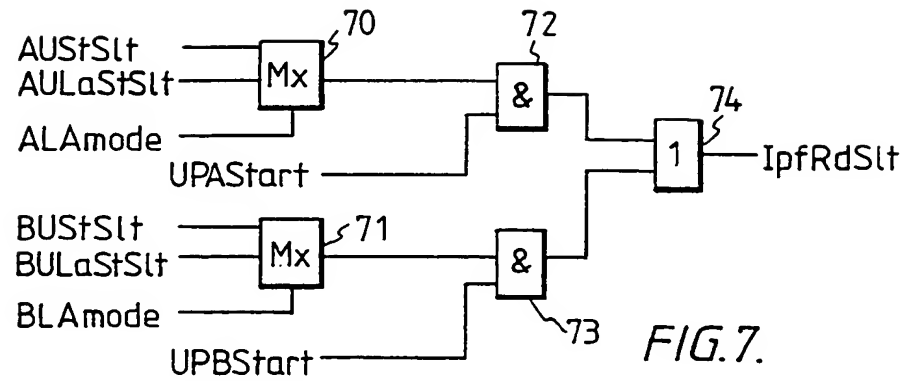 70
AUStSlt
AULaStSlt
Mx
ALAmode
UPAStart
72
&
74
1
IpfRdSlt
BUStSlt
BULaStSlt
71
Mx
BLAmode
UPBStart
&
73
FIG.7.